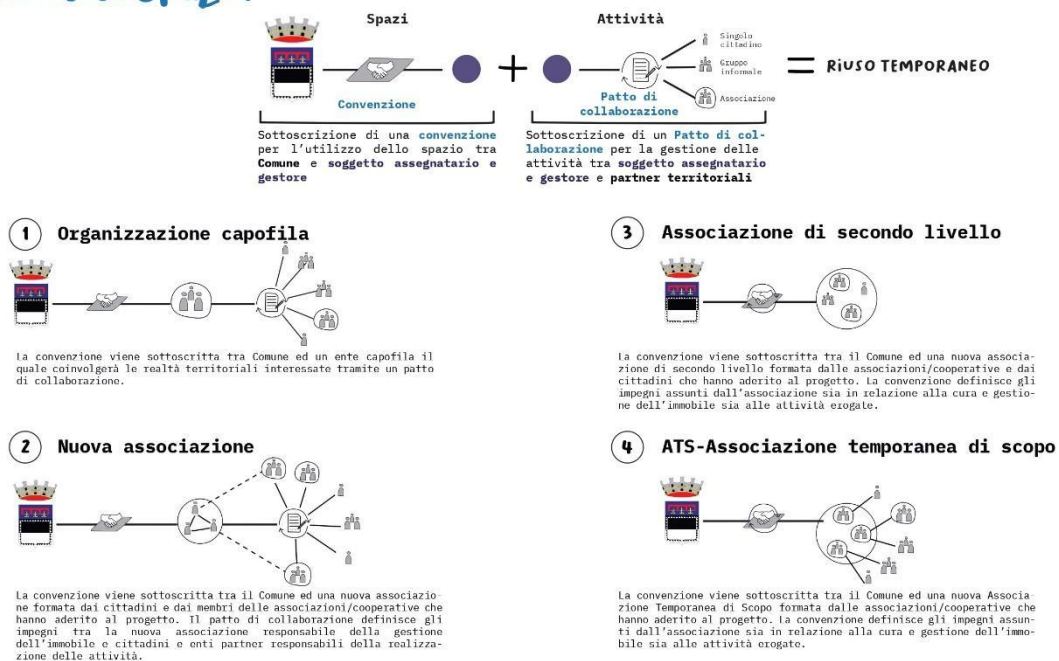 Spazi
Attività
Singolo
cittadino
Gruppo
informale
Associazione
= RIUSO TEMPORANEO
+
Convenzione
Patto di
collaborazione
Sottoscrizione di una convenzione
per l'utilizzo dello spazio tra
Comune e soggetto assegnatario e
gestore
Sottoscrizione di un Patto di col-
laborazione per la gestione delle
attività tra soggetto assegnatario
e gestore e partner territoriali
1 Organizzazione capofila
La convenzione viene sottoscritta tra Comune ed un ente capofila il
quale coinvolgerà le realtà territoriali interessate tramite un patto
di collaborazione.
2 Nuova associazione
La convenzione viene sottoscritta tra il Comune ed una nuova associazio-
ne formata dai cittadini e dai membri delle associazioni/cooperative che
hanno aderito al progetto. Il patto di collaborazione definisce gli
impegni tra la nuova associazione responsabile della gestione
dell'immobile e cittadini e enti partner responsabili della realizza-
zione delle attività.
3 Associazione di secondo livello
La convenzione viene sottoscritta tra il Comune ed una nuova associa-
zione di secondo livello formata dalle associazioni/cooperative e dai
cittadini che hanno aderito al progetto. La convenzione definisce gli
impegni assunti dall'associazione sia in relazione alla cura e gestio-
ne dell'immobile sia alle attività erogate.
4 ATS-Associazione temporanea di scopo
La convenzione viene sottoscritta tra il Comune ed una nuova Associa-
zione Temporanea di Scopo formata dalle associazioni/cooperative che
hanno aderito al progetto. La convenzione definisce gli impegni assun-
ti dall'associazione sia in relazione alla cura e gestione dell'immo-
bile sia alle attività erogate.